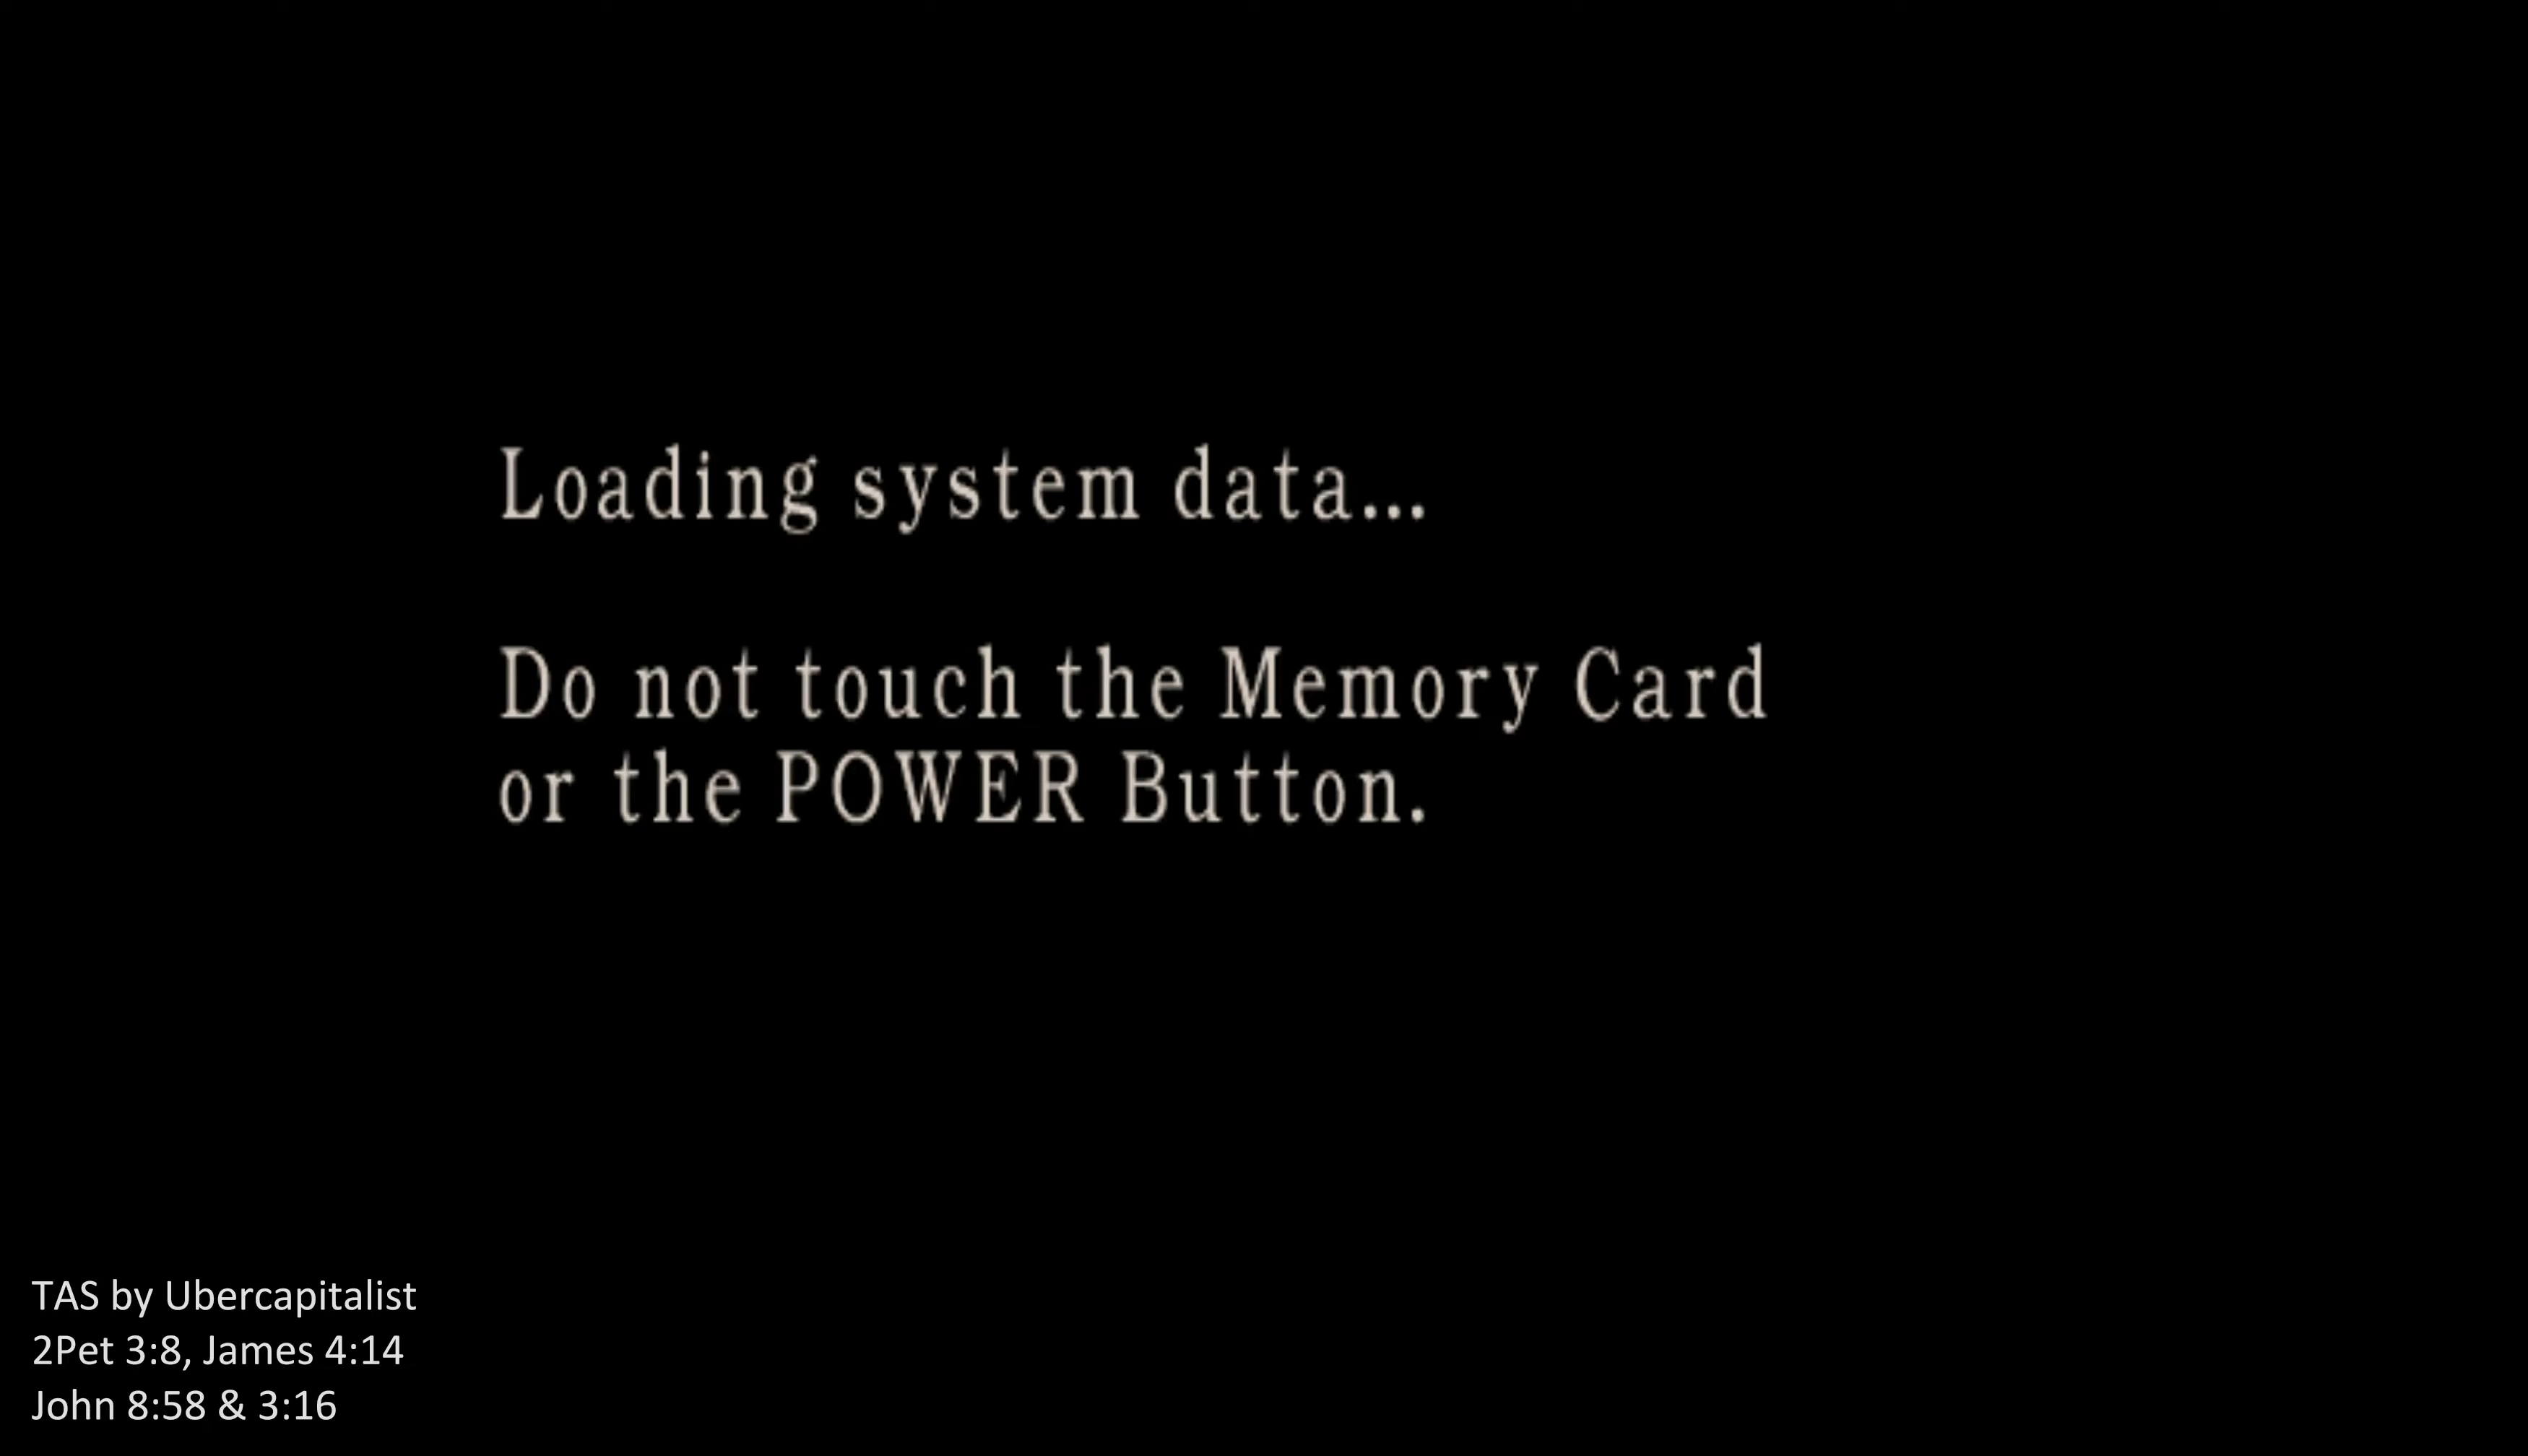 Loading system data...
Do not touch the Memory Card
or the POWER Button.
TAS by Ubercapitalist
2Pet 3:8, James 4:14
John 8:58 & 3:16